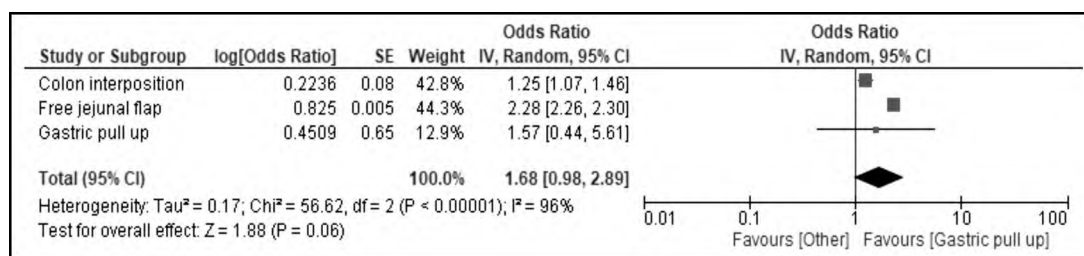 Odds Ratio Odds Ratio
Study or Subgroup log[Odds Ratio] SE Weight IV, Random, 95% CI IV, Random, 95% CI
Colon interposition 0.2236 0.08 42.8% 1.25 [1.07, 1.46]
Free jejunal flap 0.825 0.005 44.3% 2.28 [2.26, 2.30]
Gastric pull up 0.4509 0.65 12.9% 1.57 [0.44, 5.61]
Total (95% CI) 100.0% 1.68 [0.98, 2.89]
Heterogeneity: Tau² = 0.17; Chi² = 56.62, df = 2 (P < 0.00001); I² = 96%
Test for overall effect: Z = 1.88 (P = 0.06)
0.01 0.1 1 10 100
Favours [Other] Favours [Gastric pull up]